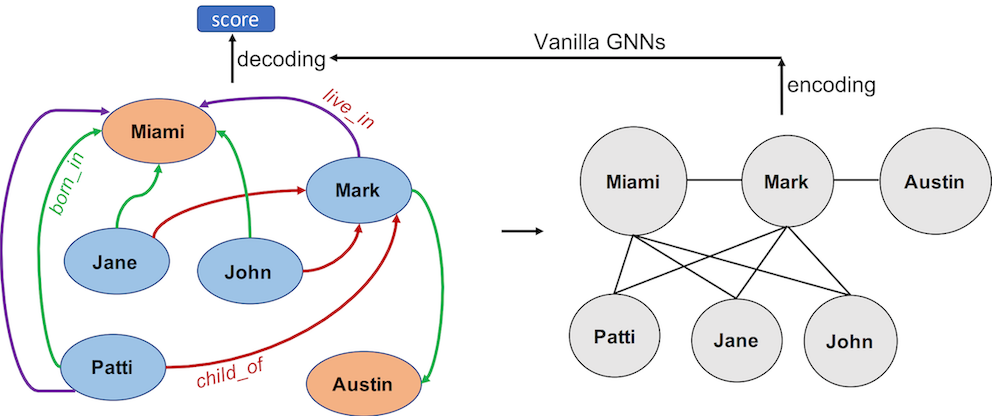 score
decoding
Vanilla GNNs
encoding
live_in
Miami
born_in
Mark
Jane
John
Patti
child_of
Austin
Miami
Mark
Austin
Patti
Jane
John